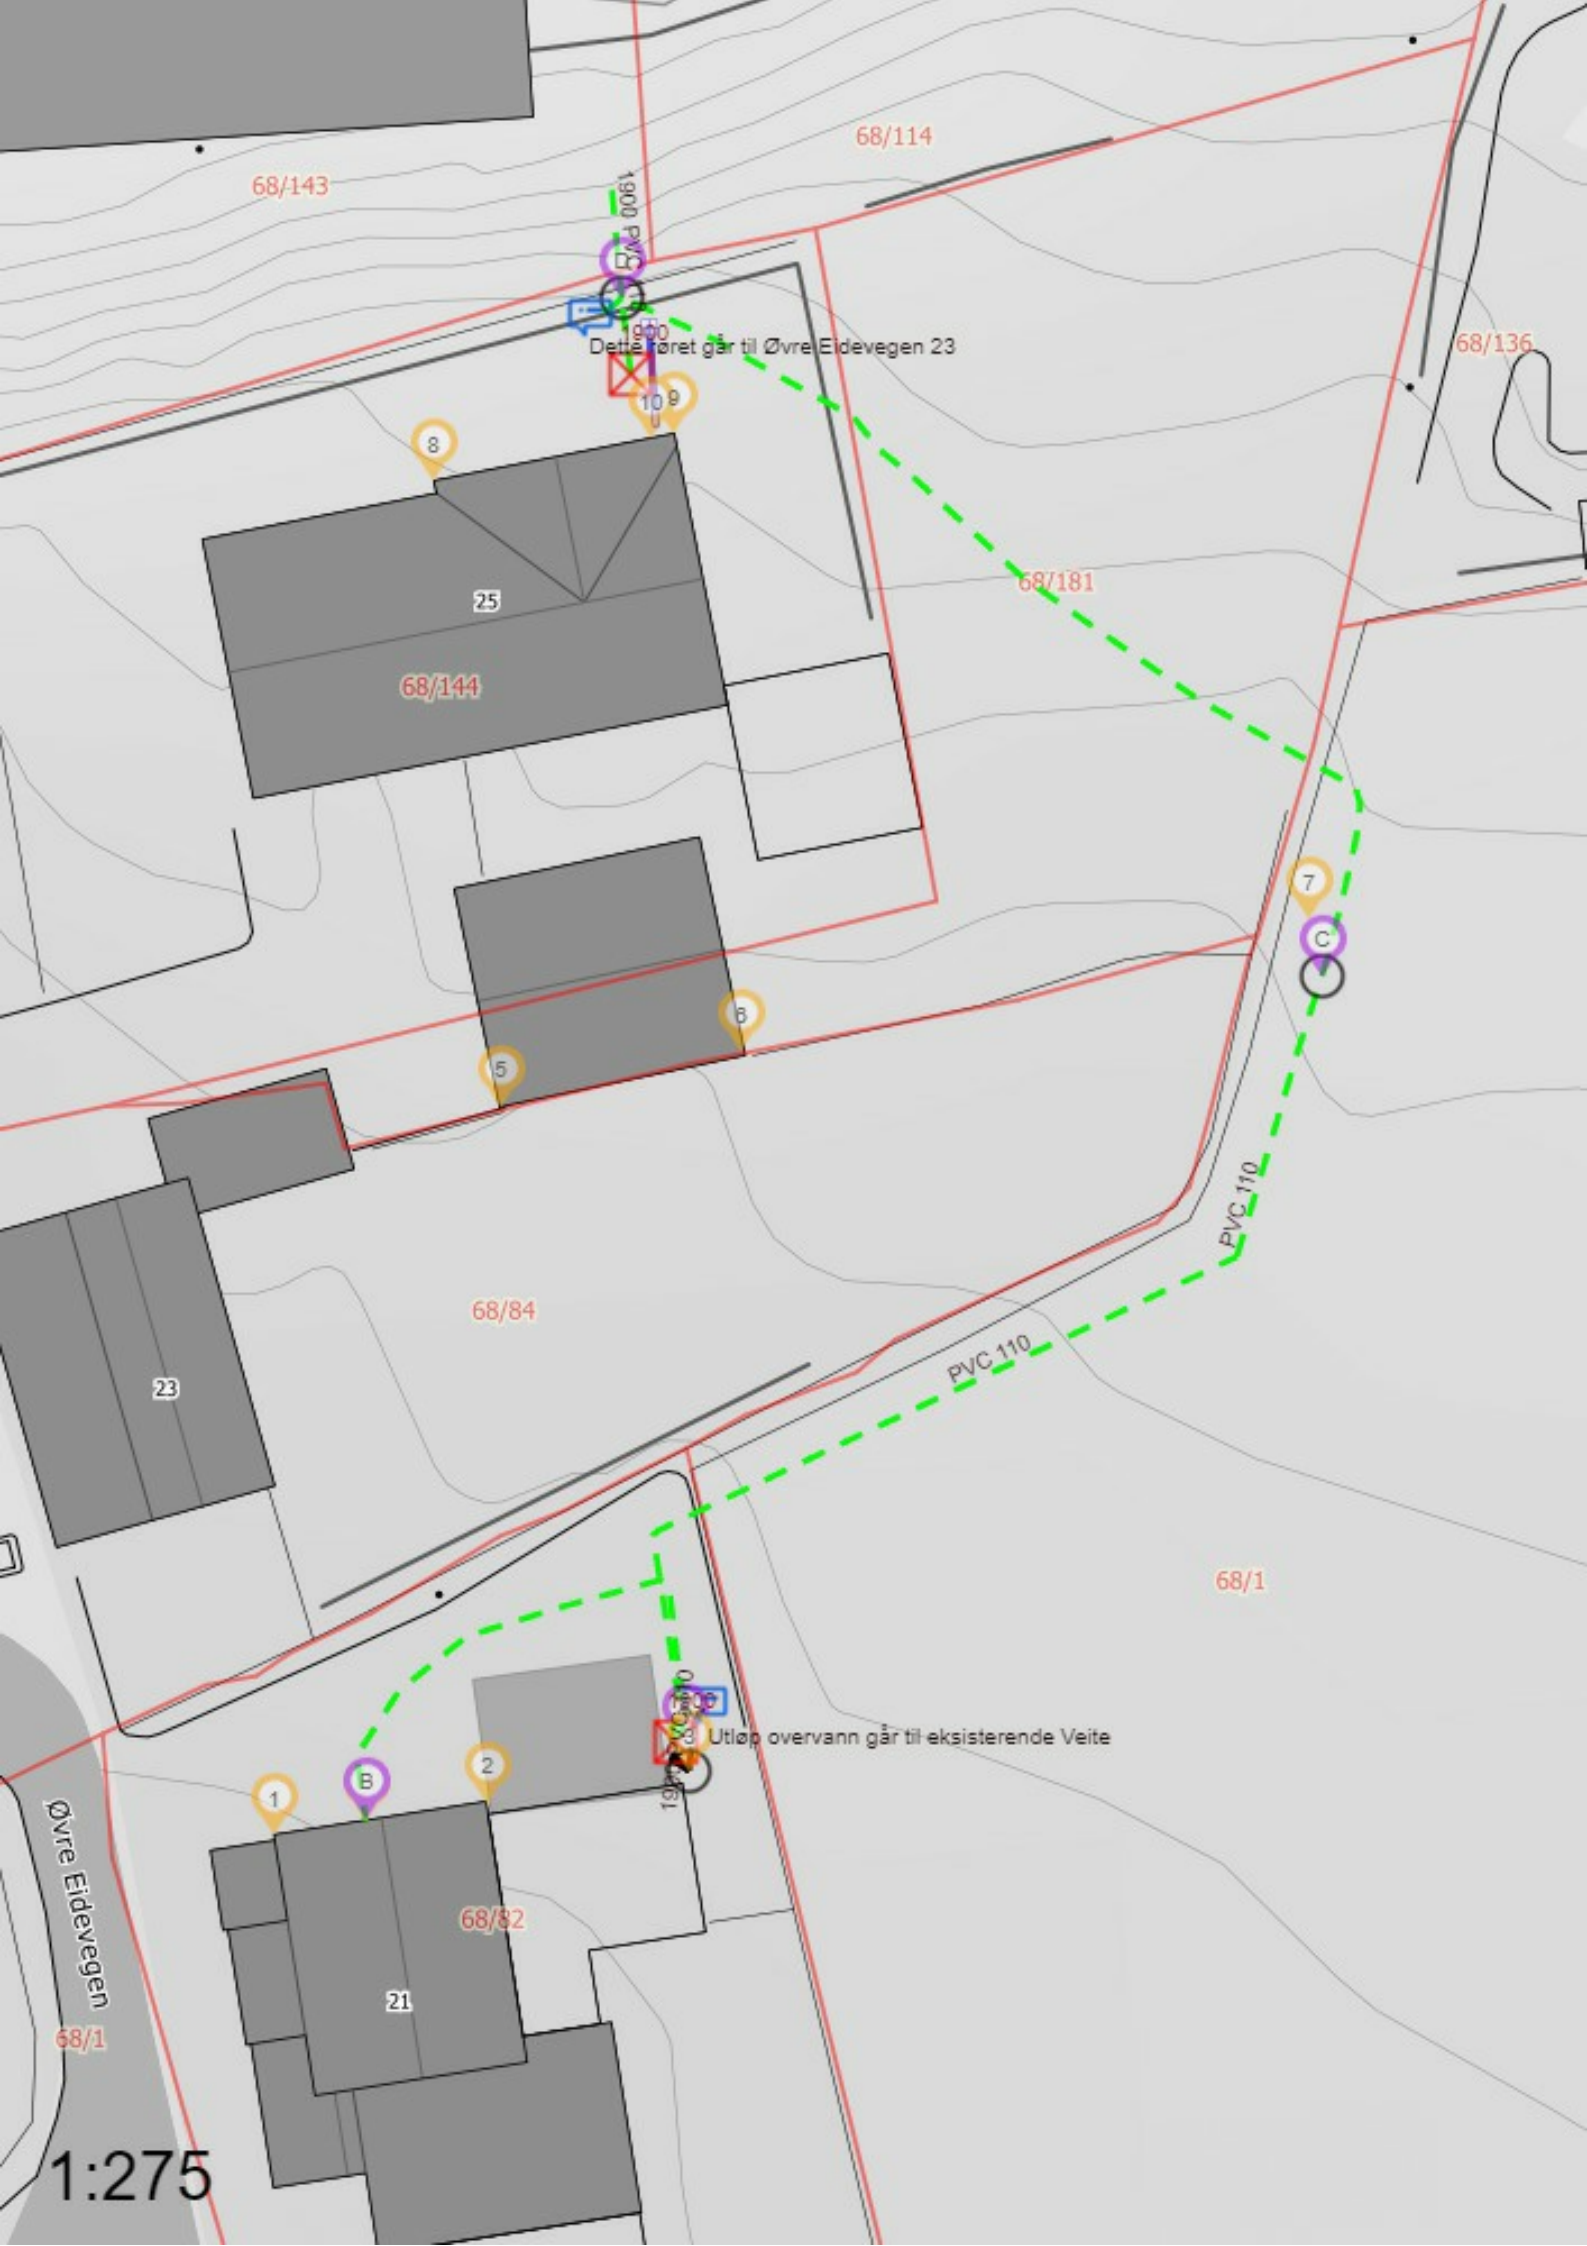 68/114
68/143
1900 PVC
D
68/136
1900
Dette røret går til Øvre Eidevegen 23
10
9
8
68/181
25
68/144
7
C
6
5
PVC 110
68/84
PVC 110
23
68/1
3
Utløp overvann går til eksisterende Veite
2
B
1
Øvre Eidevegen
68/82
21
68/1
1:275